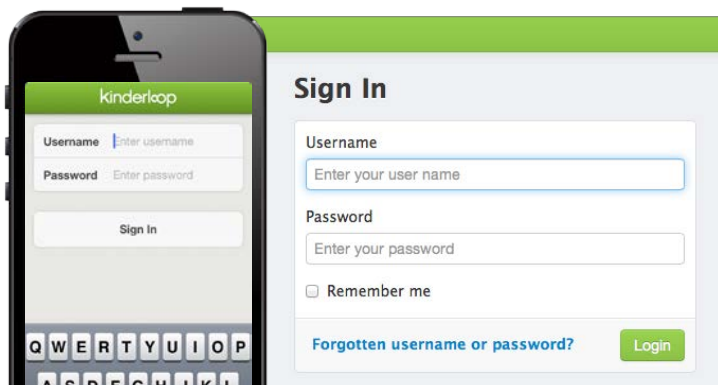 kinderloop
Username Enter username
Password Enter password
Sign In
Q W E R T Y U I O P
A S D F G H J K L
Sign In
Username
Enter your user name
Password
Enter your password
Remember me
Forgotten username or password?
Login